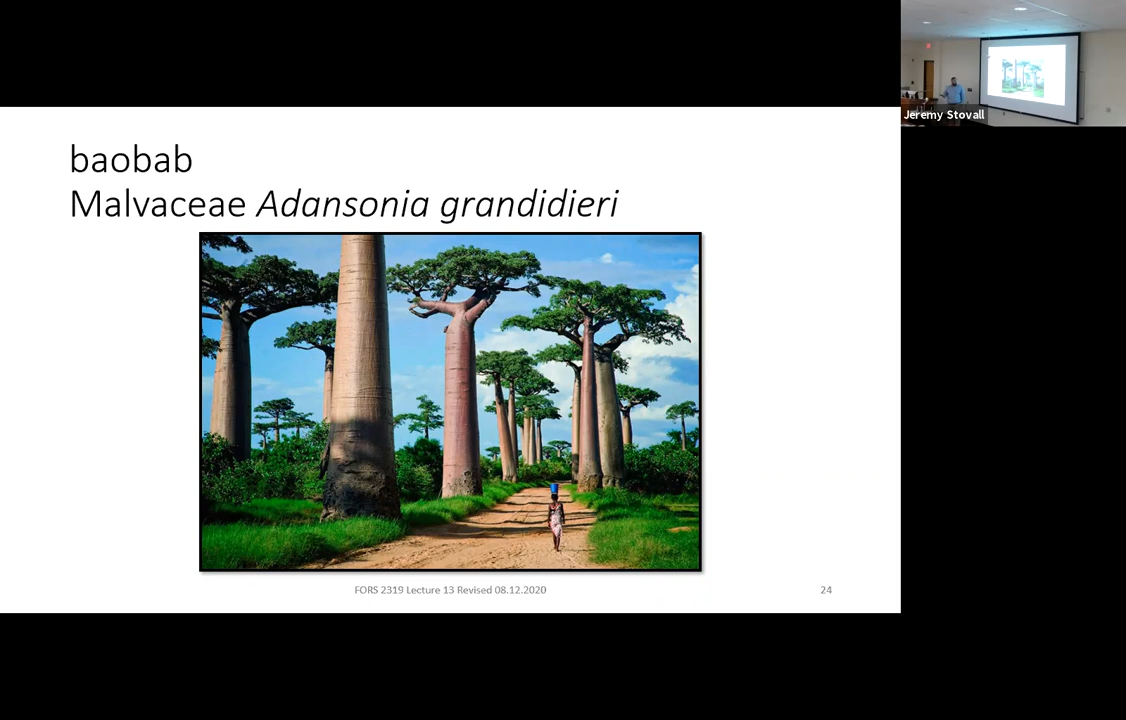 baobab
Malvaceae Adansonia grandidieri
FORS 2319 Lecture 13 Revised 08.12.2020
24
Jeremy Stovall